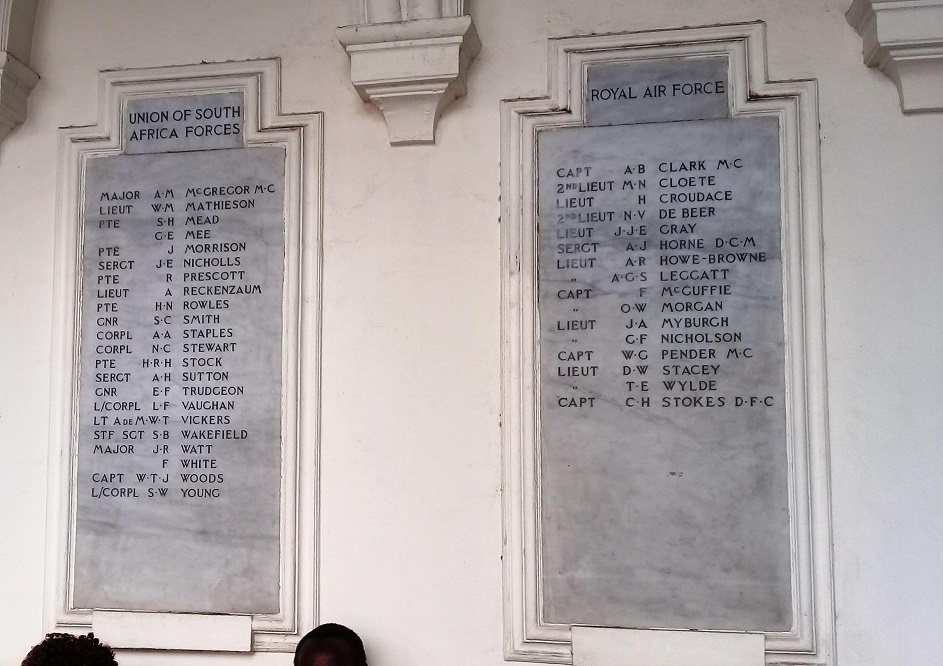 UNION OF SOUTH
AFRICA FORCES
MAJOR A·M McGREGOR M·C
LIEUT W·M MATHIESON
PTE S·H MEAD
G·E MEE
PTE J MORRISON
SERGT J·E NICHOLLS
PTE R PRESCOTT
LIEUT A RECKENZAUM
PTE H·N ROWLES
GNR S·C SMITH
CORPL A·A STAPLES
CORPL N·C STEWART
PTE H·R·H STOCK
SERGT A·H SUTTON
GNR E·F TRUDGEON
L/CORPL L·F VAUGHAN
LT A DE M·W·T VICKERS
STF SGT S·B WAKEFIELD
MAJOR J·R WATT
F WHITE
CAPT W·T·J WOODS
L/CORPL S·W YOUNG
ROYAL AIR FORCE
CAPT A·B CLARK M·C
2ND LIEUT M·N CLOETE
LIEUT H CROUDACE
2ND LIEUT N·V DE BEER
LIEUT J·J·E GRAY
SERGT A·J HORNE D·C·M
LIEUT A·R HOWE-BROWNE
" A·G·S LEGGATT
CAPT F McGUFFIE
" O·W MORGAN
LIEUT J·A MYBURGH
" G·F NICHOLSON
CAPT W·G PENDER M·C
LIEUT D·W STACEY
" T·E WYLDE
CAPT C·H STOKES D·F·C